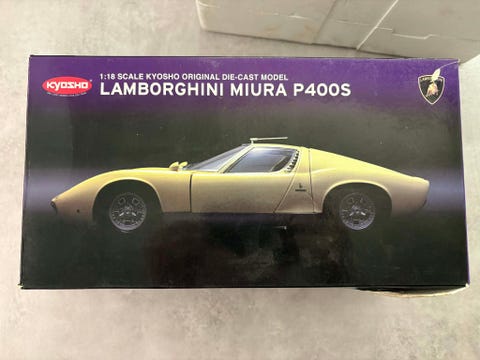 1:18 SCALE KYOSHO ORIGINAL DIE-CAST MODEL
KYOSHO
LAMBORGHINI MIURA P400S